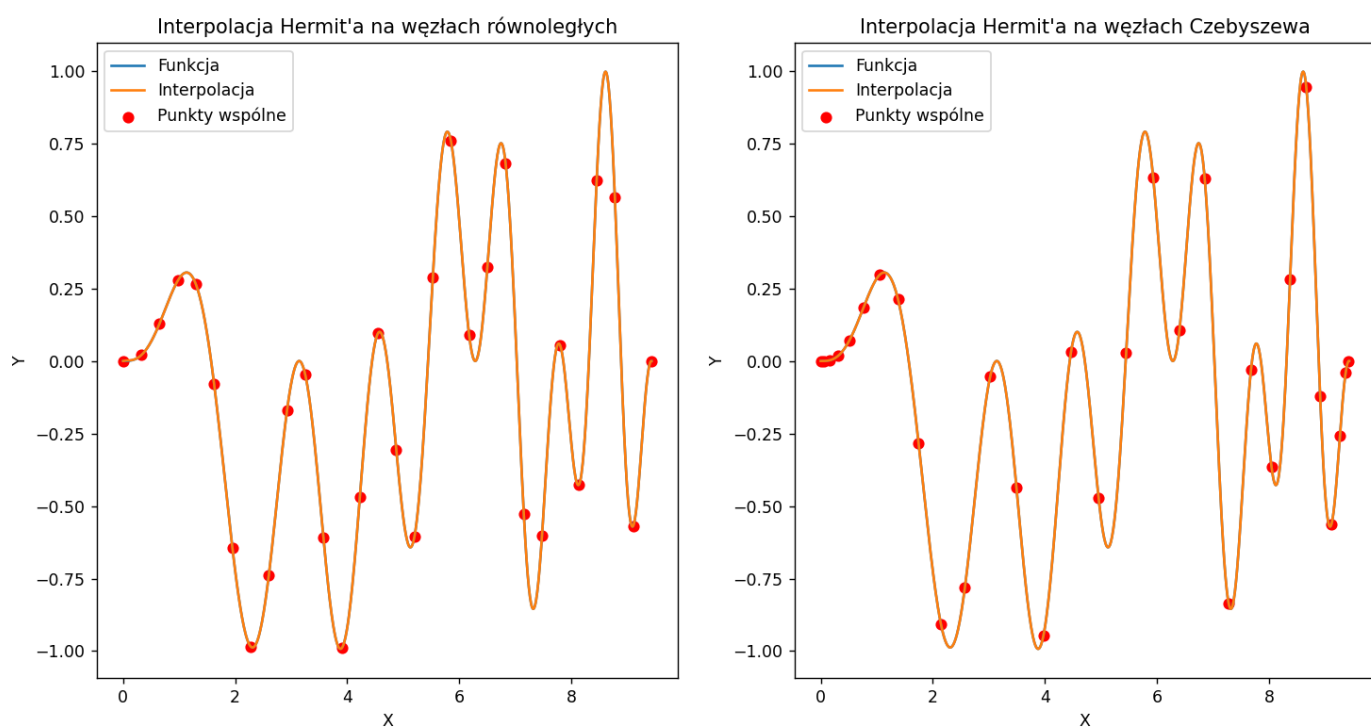 Interpolacja Hermit'a na węzłach równoległych
Funkcja
Interpolacja
Punkty wspólne
1.00
0.75
0.50
0.25
0.00
−0.25
−0.50
−0.75
−1.00
Y
0 2 4 6 8
X
Interpolacja Hermit'a na węzłach Czebyszewa
Funkcja
Interpolacja
Punkty wspólne
1.00
0.75
0.50
0.25
0.00
−0.25
−0.50
−0.75
−1.00
Y
0 2 4 6 8
X